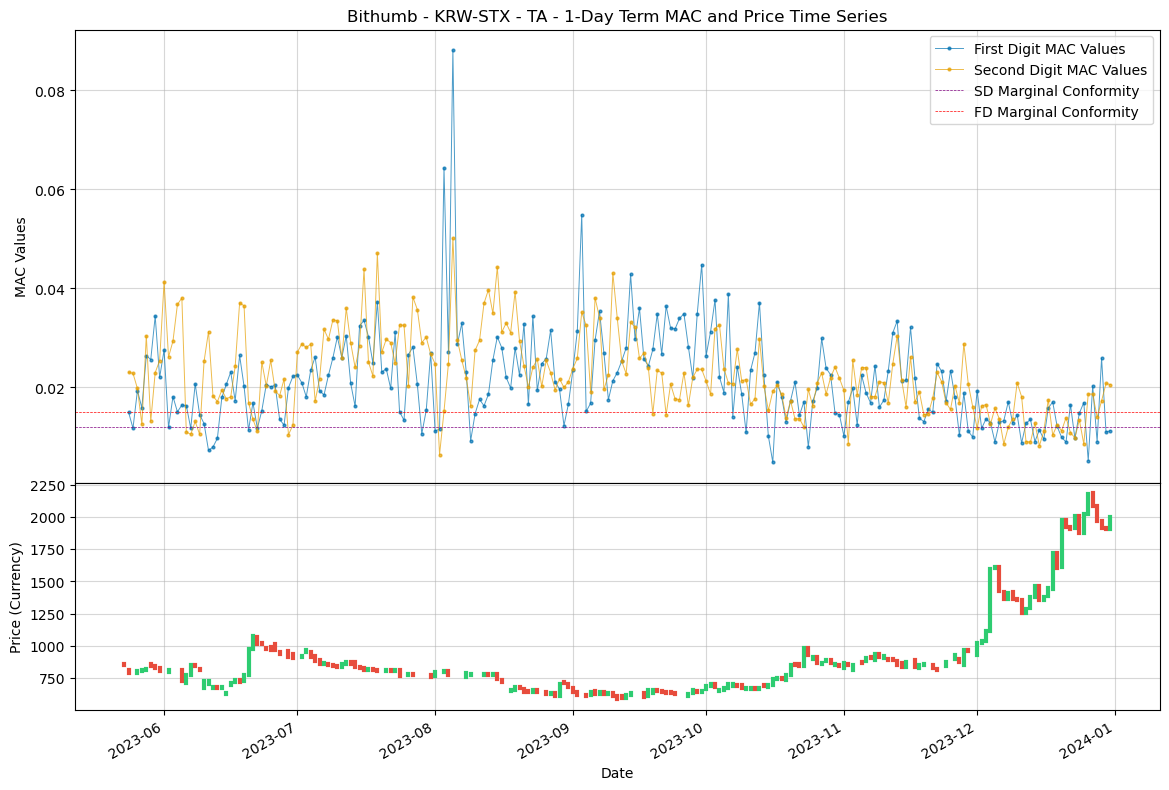 Bithumb - KRW-STX - TA - 1-Day Term MAC and Price Time Series
First Digit MAC Values
Second Digit MAC Values
SD Marginal Conformity
FD Marginal Conformity
MAC Values
0.08
0.06
0.04
0.02
Price (Currency)
2250
2000
1750
1500
1250
1000
750
2023-06
2023-07
2023-08
2023-09
2023-10
2023-11
2023-12
2024-01
Date